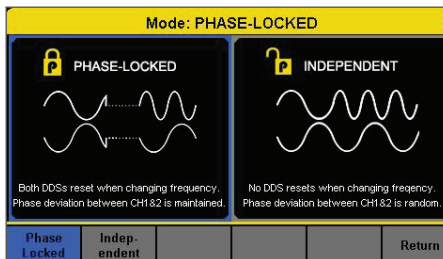 Mode: PHASE-LOCKED
P PHASE-LOCKED
Both DDSs reset when changing frequency.
Phase deviation between CH1&2 is maintained.
P INDEPENDENT
No DDS resets when changing freqency.
Phase deviation between CH1&2 is random.
Phase
Locked
Indep-
endent
Return